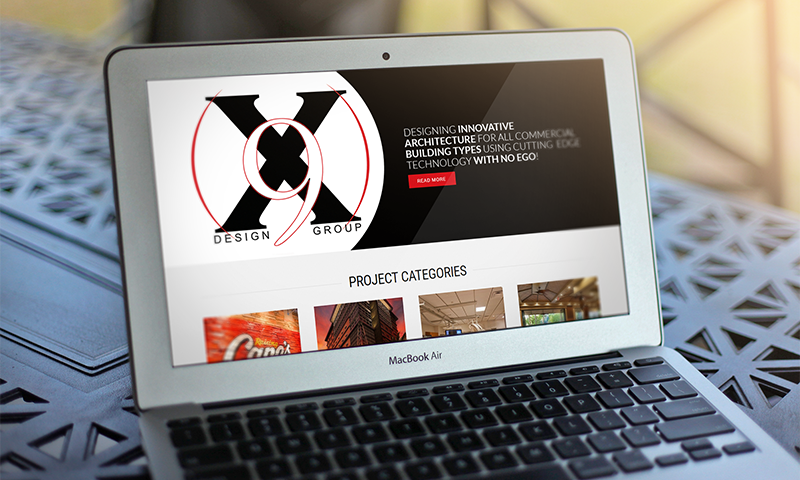 X9
DESIGN GROUP
DESIGNING INNOVATIVE
ARCHITECTURE FOR ALL COMMERCIAL
BUILDING TYPES USING CUTTING EDGE
TECHNOLOGY WITH NO EGO!
READ MORE
PROJECT CATEGORIES
MacBook Air